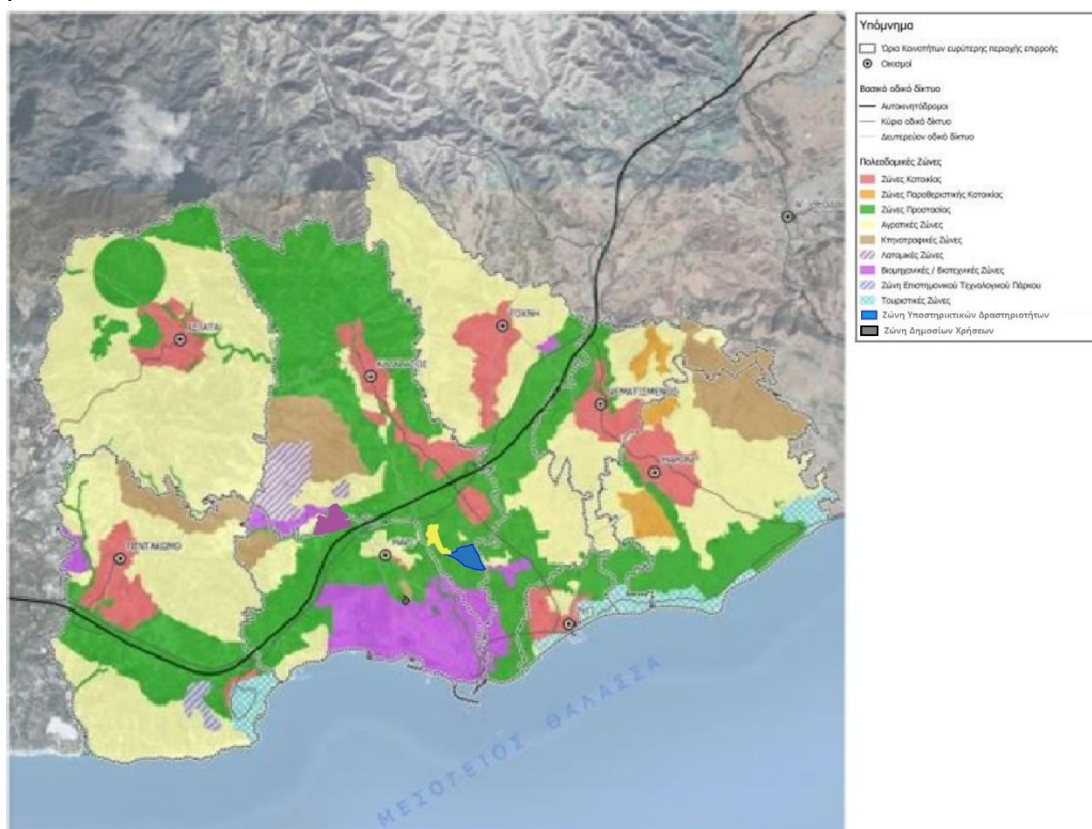 Υπόμνημα
Όρια Κοινοτήτων ευρύτερης περιοχής επιρροής
Οικισμοί
Βασικό οδικό δίκτυο
Αυτοκινητόδρομοι
Κύριο οδικό δίκτυο
Δευτερεύον οδικό δίκτυο
Πολεοδομικές Ζώνες
Ζώνες Κατοικίας
Ζώνες Παραθεριστικής Κατοικίας
Ζώνες Προστασίας
Αγροτικές Ζώνες
Κτηνοτροφικές Ζώνες
Λατομικές Ζώνες
Βιομηχανικές / Βιοτεχνικές Ζώνες
Ζώνη Επιστημονικού Τεχνολογικού Πάρκου
Τουριστικές Ζώνες
Ζώνη Υποστηρικτικών Δραστηριοτήτων
Ζώνη Δημοσίων Χρήσεων
ΤΟΧΝΗ
ΜΕΣΟΓΕΙΟΣ ΘΑΛΑΣΣΑ